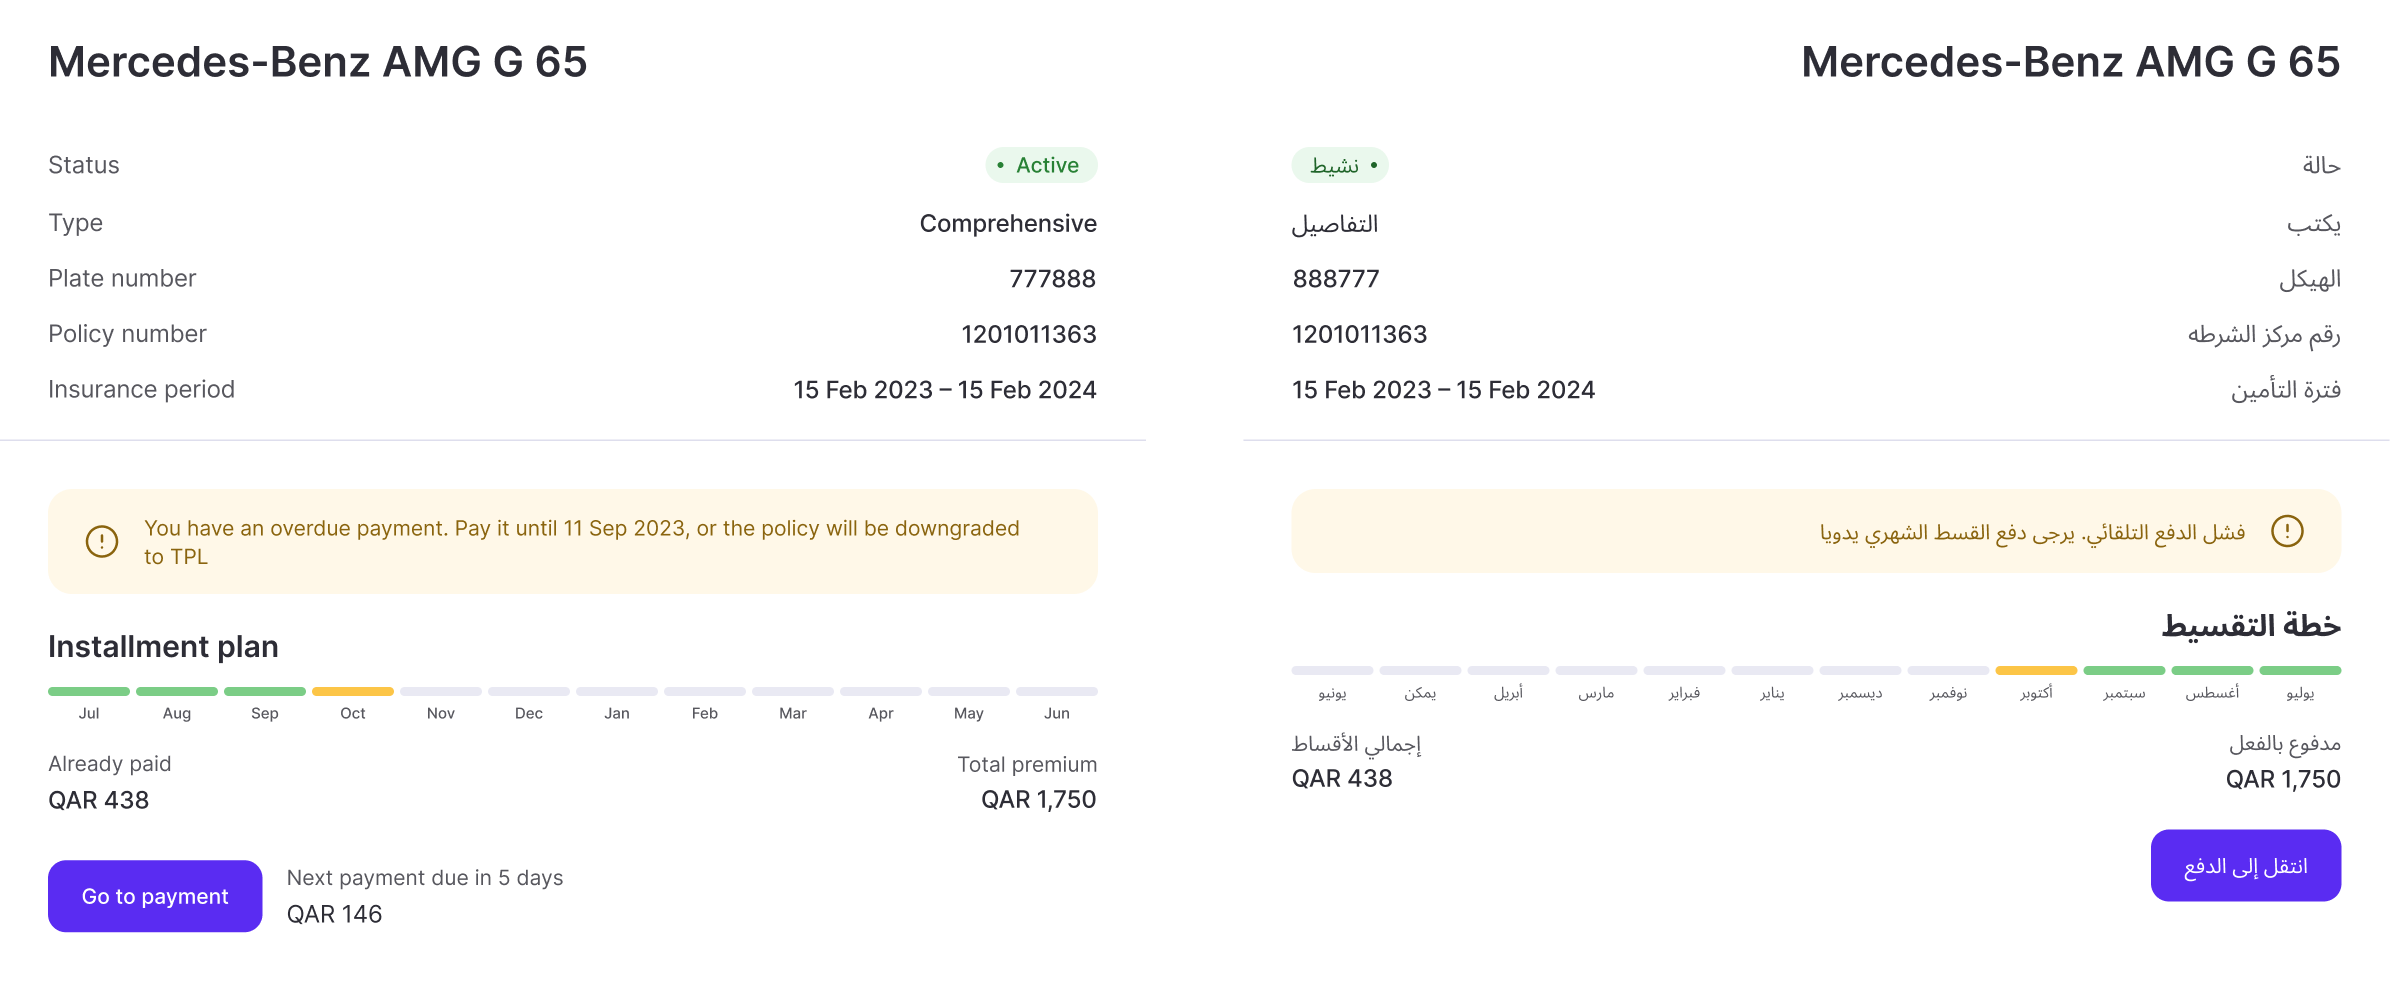 Mercedes-Benz AMG G 65
Status
• Active
Type
Comprehensive
Plate number
777888
Policy number
1201011363
Insurance period
15 Feb 2023 – 15 Feb 2024
You have an overdue payment. Pay it until 11 Sep 2023, or the policy will be downgraded
to TPL
Installment plan
Jul Aug Sep Oct Nov Dec Jan Feb Mar Apr May Jun
Already paid
QAR 438
Total premium
QAR 1,750
Go to payment
Next payment due in 5 days
QAR 146
Mercedes-Benz AMG G 65
حالة
• نشيط
يكتب
التفاصيل
الهيكل
888777
رقم مركز الشرطه
1201011363
فترة التأمين
15 Feb 2023 – 15 Feb 2024
فشل الدفع التلقائي. يرجى دفع القسط الشهري يدويا
خطة التقسيط
يوليو أغسطس سبتمبر أكتوبر نوفمبر ديسمبر يناير فبراير مارس أبريل يمكن يونيو
مدفوع بالفعل
QAR 1,750
إجمالي الأقساط
QAR 438
انتقل إلى الدفع